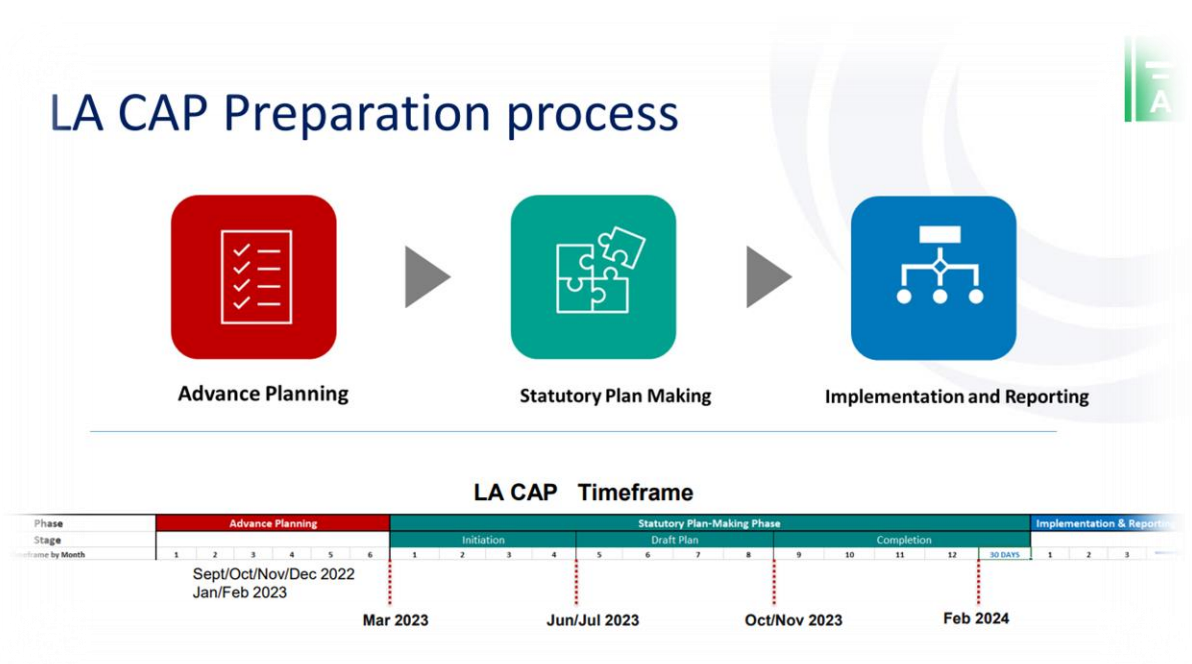 A
LA CAP Preparation process
Advance Planning
Statutory Plan Making
Implementation and Reporting
LA CAP Timeframe
Phase Advance Planning Statutory Plan-Making Phase Implementation & Reporting
Stage Initiation Draft Plan Completion
by Month 1 2 3 4 5 6 1 2 3 4 5 6 7 8 9 10 11 12 30 DAYS 1 2 3
Sept/Oct/Nov/Dec 2022
Jan/Feb 2023
Mar 2023 Jun/Jul 2023 Oct/Nov 2023 Feb 2024